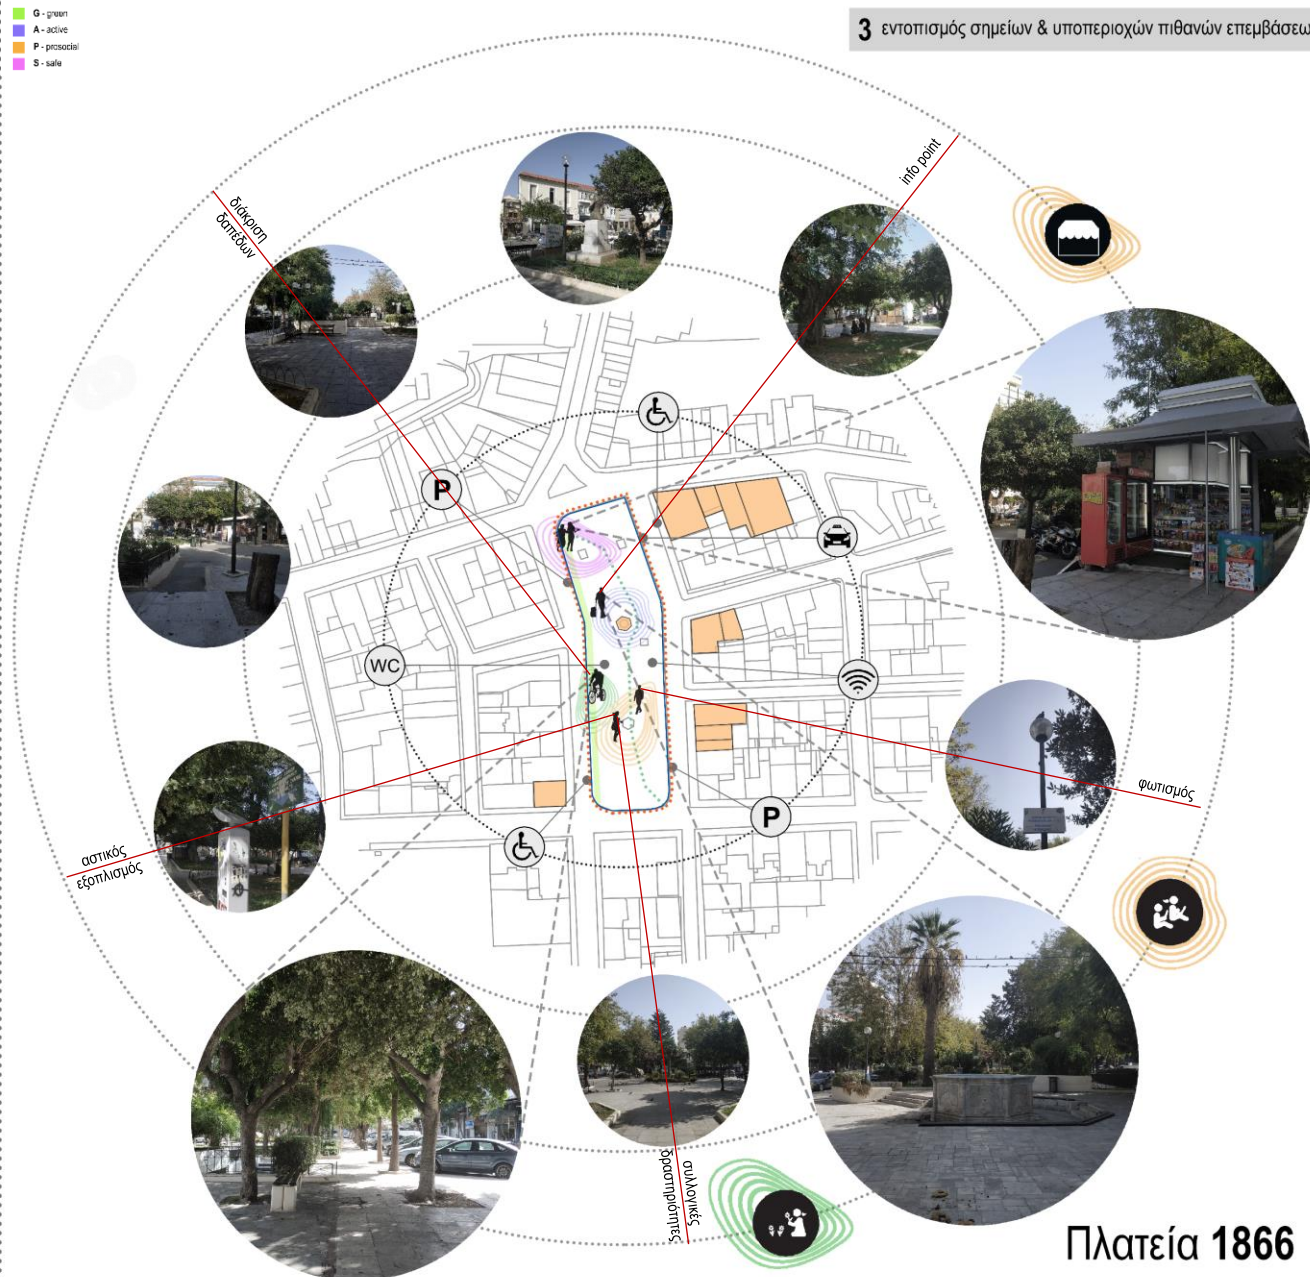 G - green
A - active
P - prosocial
S - safe
3 εντοπισμός σημείων & υποπεριοχών πιθανών επεμβάσεω
info point
διάκριση
δαπέδων
P
WC
P
φωτισμός
αστικός
εξοπλισμός
συλλογικές
δραστηριότητες
Πλατεία 1866